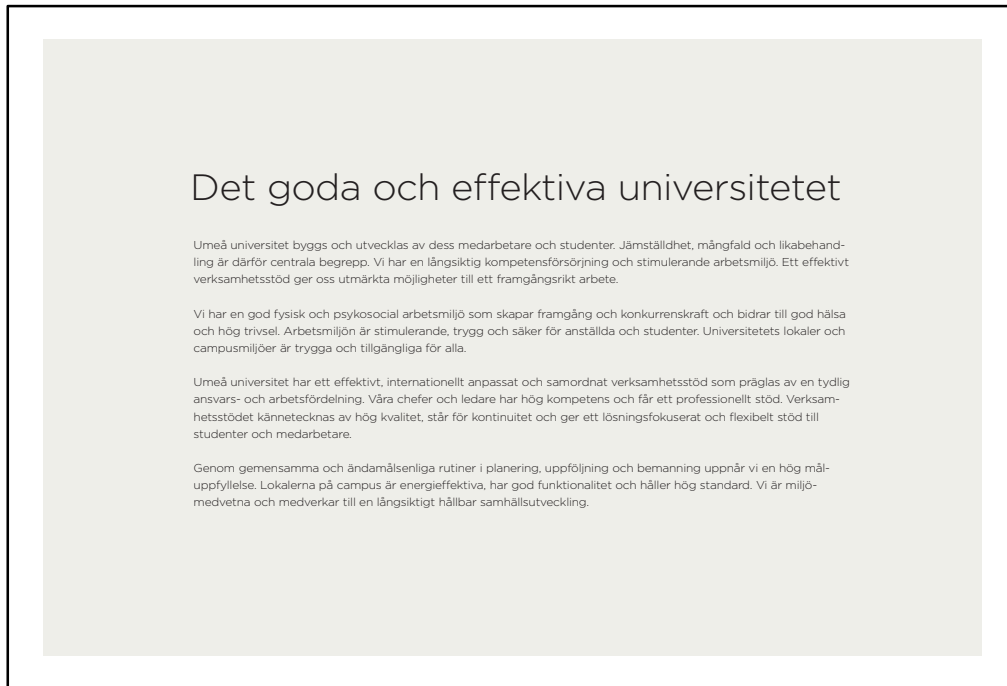 Det goda och effektiva universitetet
Umeå universitet byggs och utvecklas av dess medarbetare och studenter. Jämställdhet, mångfald och likabehand-
ling är därför centrala begrepp. Vi har en långsiktig kompetensförsörjning och stimulerande arbetsmiljö. Ett effektivt
verksamhetsstöd ger oss utmärkta möjligheter till ett framgångsrikt arbete.
Vi har en god fysisk och psykosocial arbetsmiljö som skapar framgång och konkurrenskraft och bidrar till god hälsa
och hög trivsel. Arbetsmiljön är stimulerande, trygg och säker för anställda och studenter. Universitetets lokaler och
campusmiljöer är trygga och tillgängliga för alla.
Umeå universitet har ett effektivt, internationellt anpassat och samordnat verksamhetsstöd som präglas av en tydlig
ansvars- och arbetsfördelning. Våra chefer och ledare har hög kompetens och får ett professionellt stöd. Verksam-
hetsstödet kännetecknas av hög kvalitet, står för kontinuitet och ger ett lösningsfokuserat och flexibelt stöd till
studenter och medarbetare.
Genom gemensamma och ändamålsenliga rutiner i planering, uppföljning och bemanning uppnår vi en hög mål-
uppfyllelse. Lokalerna på campus är energieffektiva, har god funktionalitet och håller hög standard. Vi är miljö-
medvetna och medverkar till en långsiktigt hållbar samhällsutveckling.